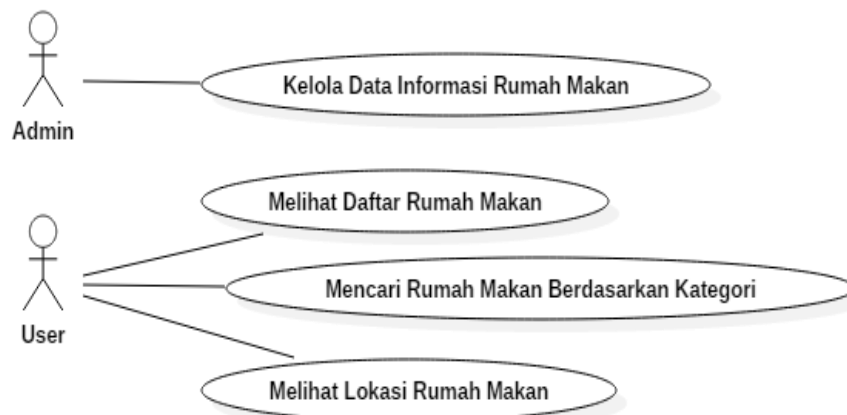 Kelola Data Informasi Rumah Makan
Admin
Melihat Daftar Rumah Makan
Mencari Rumah Makan Berdasarkan Kategori
User
Melihat Lokasi Rumah Makan